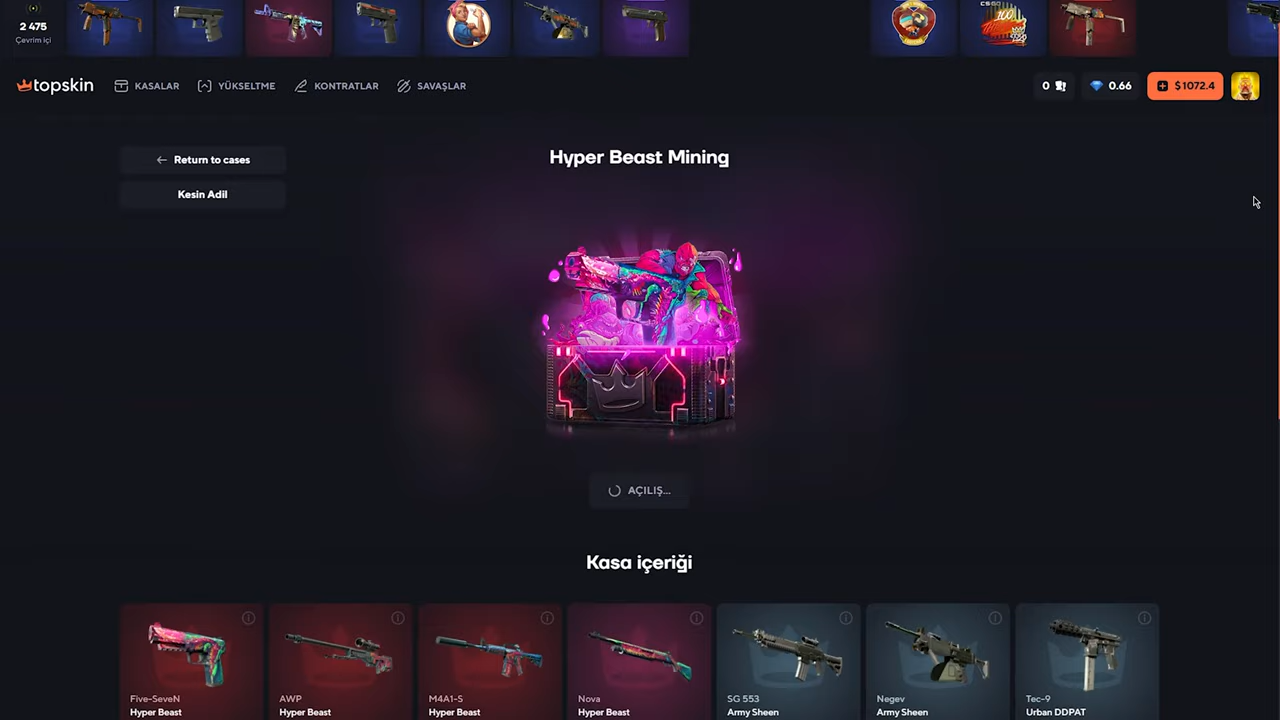 2 475
Çevrim içi
topskin
KASALAR
YÜKSELTME
KONTRATLAR
SAVAŞLAR
0
0.66
$1072.4
Return to cases
Kesin Adil
Hyper Beast Mining
AÇILIŞ...
Kasa içeriği
Five-SeveN
Hyper Beast
AWP
Hyper Beast
M4A1-S
Hyper Beast
Nova
Hyper Beast
SG 553
Army Sheen
Negev
Army Sheen
Tec-9
Urban DDPAT